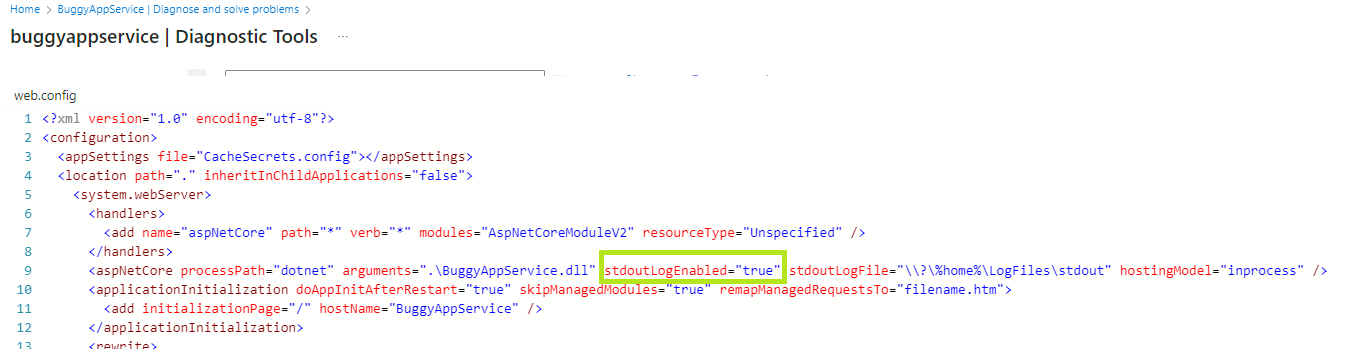 Home > BuggyAppService | Diagnose and solve problems >
buggyappservice | Diagnostic Tools ...
web.config
1 <?xml version="1.0" encoding="utf-8"?>
2 <configuration>
3 <appSettings file="CacheSecrets.config"></appSettings>
4 <location path="." inheritInChildApplications="false">
5 <system.webServer>
6 <handlers>
7 <add name="aspNetCore" path="*" verb="*" modules="AspNetCoreModuleV2" resourceType="Unspecified" />
8 </handlers>
9 <aspNetCore processPath="dotnet" arguments=".\BuggyAppService.dll" stdoutLogEnabled="true" stdoutLogFile="\\?\%home%\LogFiles\stdout" hostingModel="inprocess" />
10 <applicationInitialization doAppInitAfterRestart="true" skipManagedModules="true" remapManagedRequestsTo="filename.htm">
11 <add initializationPage="/" hostName="BuggyAppService" />
12 </applicationInitialization>
13 <rewrite>